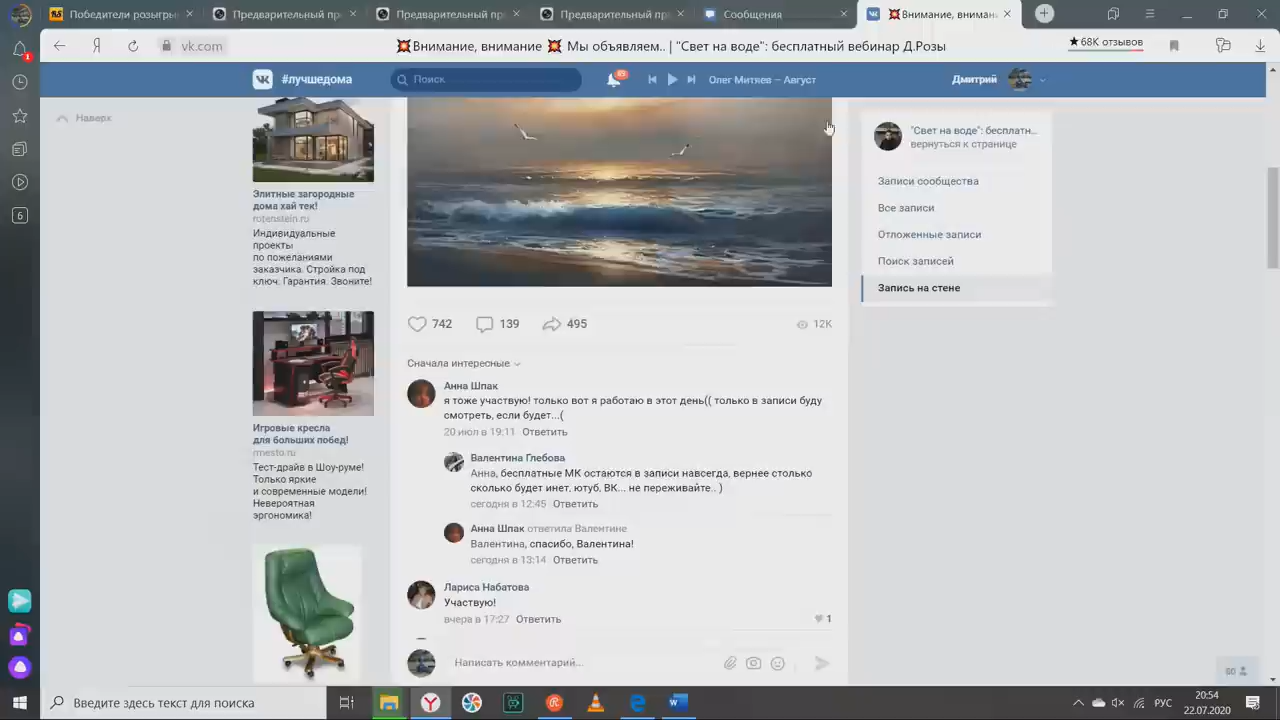 Победители розыгр
Предварительный пр
Предварительный пр
Предварительный пр
Сообщения
💥Внимание, вниман
1
vk.com
💥Внимание, внимание 💥 Мы объявляем.. | "Свет на воде": бесплатный вебинар Д.Розы
★68K отзывов
#лучшедома
Поиск
Олег Митяев – Август
Дмитрий
Наверх
6
Элитные загородные
дома хай тек!
rotenstein.ru
Индивидуальные
проекты
по пожеланиями
заказчика. Стройка под
ключ. Гарантия. Звоните!
Игровые кресла
для больших побед!
rmesto.ru
Тест-драйв в Шоу-руме!
Только яркие
и современные модели!
Невероятная
эргономика!
742
139
495
12K
Сначала интересные
Анна Шпак
я тоже участвую! только вот я работаю в этот день(( только в записи буду
смотреть, если будет...(
20 июл в 19:11 Ответить
Валентина Глебова
Анна, бесплатные МК остаются в записи навсегда, вернее столько
сколько будет инет, ютуб, ВК... не переживайте.. )
сегодня в 12:45 Ответить
Анна Шпак ответила Валентине
Валентина, спасибо, Валентина!
сегодня в 13:14 Ответить
Лариса Набатова
Участвую!
вчера в 17:27 Ответить
1
Написать комментарий...
"Свет на воде": бесплатн...
вернуться к странице
Записи сообщества
Все записи
Отложенные записи
Поиск записей
Запись на стене
Введите здесь текст для поиска
РУС
20:54
22.07.2020